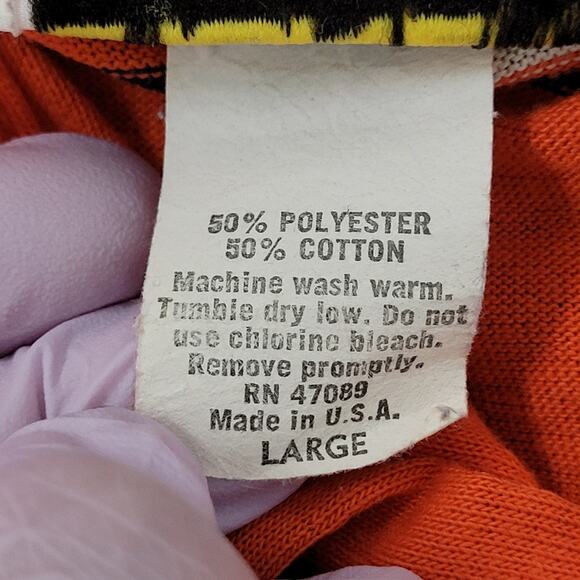 50% POLYESTER
50% COTTON
Machine wash warm.
Tumble dry low. Do not
use chlorine bleach.
Remove promptly.
RN 47089
Made in U.S.A.
LARGE